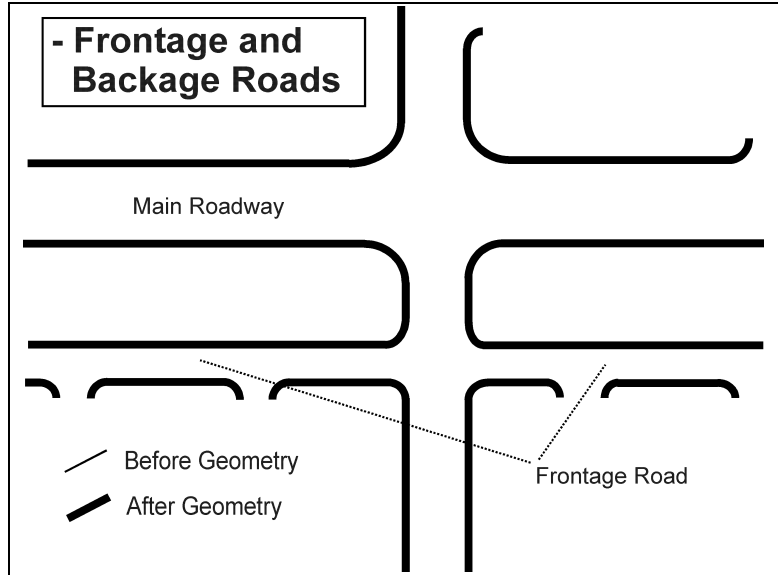 - Frontage and
Backage Roads
Main Roadway
Before Geometry
Frontage Road
After Geometry